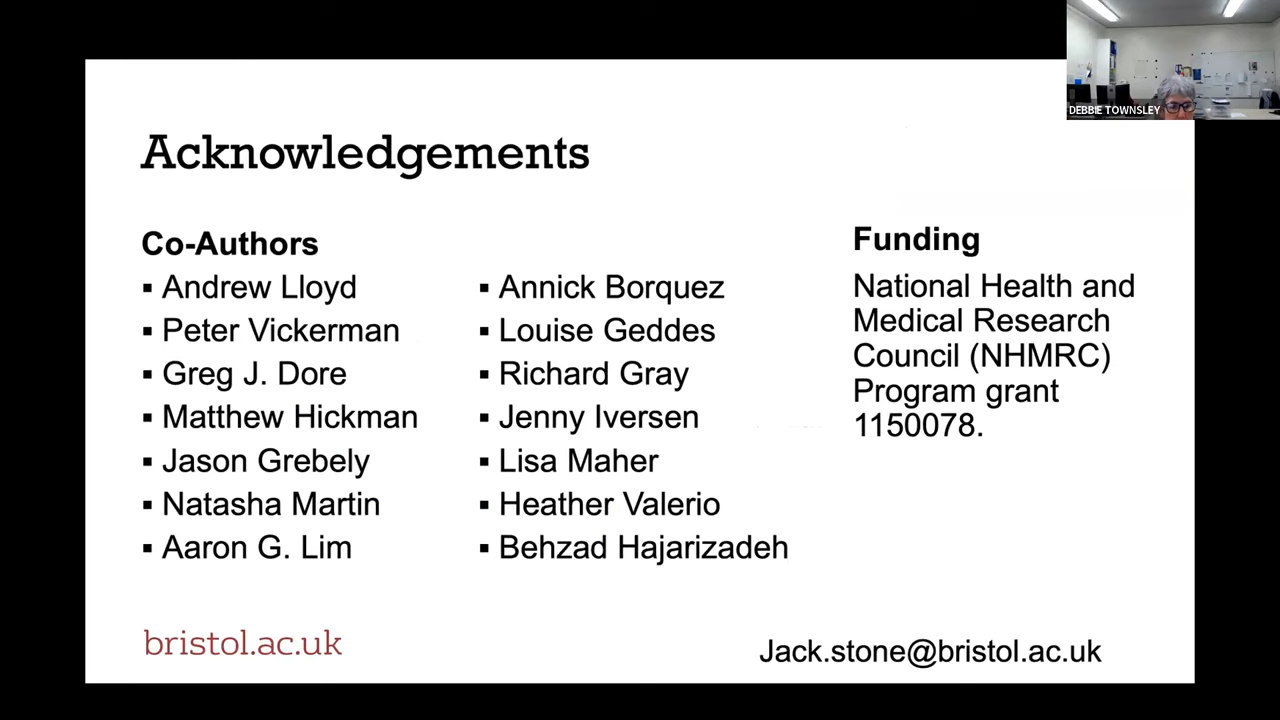 DEBBIE TOWNSLEY
Acknowledgements
Co-Authors
▪ Andrew Lloyd
▪ Peter Vickerman
▪ Greg J. Dore
▪ Matthew Hickman
▪ Jason Grebely
▪ Natasha Martin
▪ Aaron G. Lim
▪ Annick Borquez
▪ Louise Geddes
▪ Richard Gray
▪ Jenny Iversen
▪ Lisa Maher
▪ Heather Valerio
▪ Behzad Hajarizadeh
Funding
National Health and
Medical Research
Council (NHMRC)
Program grant
1150078.
bristol.ac.uk
Jack.stone@bristol.ac.uk